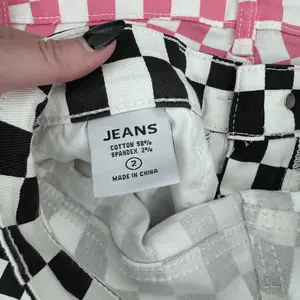 JEANS
COTTON 98%
SPANDEX 2%
2
MADE IN CHINA